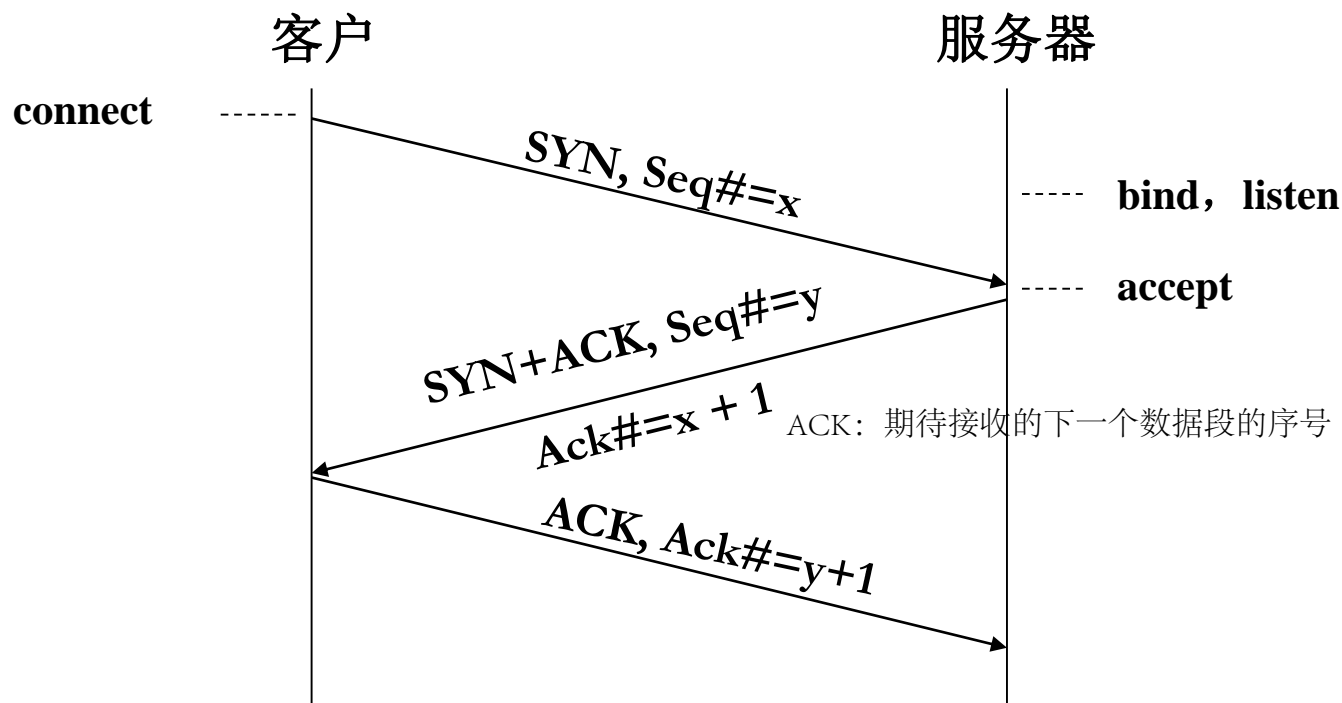 客户
服务器
connect
SYN, Seq#=x
bind，listen
accept
SYN+ACK, Seq#=y
Ack#=x + 1
ACK：期待接收的下一个数据段的序号
ACK, Ack#=y+1